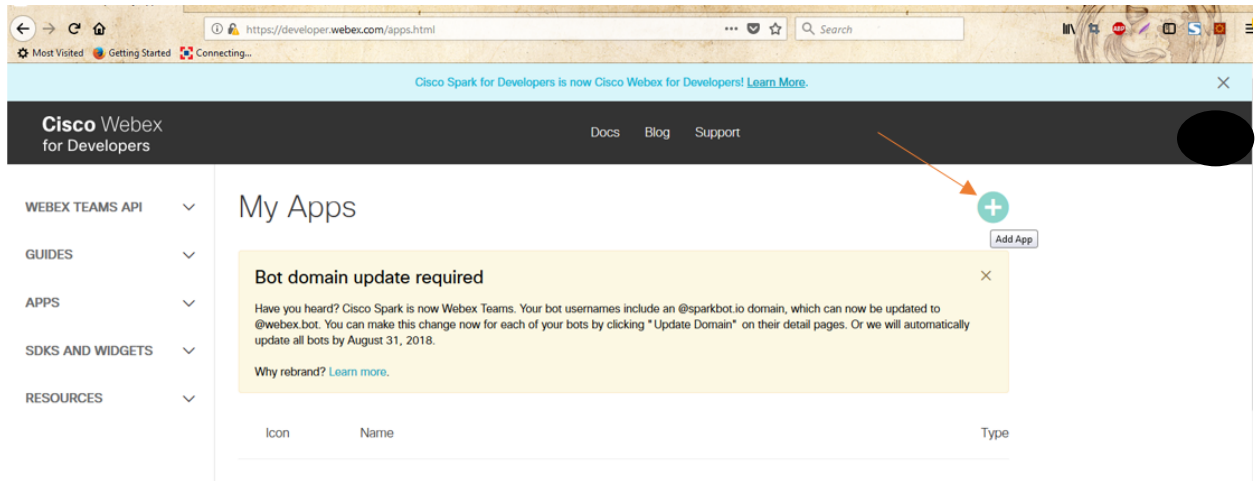 https://developer.webex.com/apps.html
Search
Most Visited Getting Started Connecting...
Cisco Spark for Developers is now Cisco Webex for Developers! Learn More.
Cisco Webex
for Developers
Docs Blog Support
WEBEX TEAMS API
GUIDES
APPS
SDKS AND WIDGETS
RESOURCES
My Apps
Add App
Bot domain update required
Have you heard? Cisco Spark is now Webex Teams. Your bot usernames include an @sparkbot.io domain, which can now be updated to
@webex.bot. You can make this change now for each of your bots by clicking "Update Domain" on their detail pages. Or we will automatically
update all bots by August 31, 2018.
Why rebrand? Learn more.
Icon Name Type